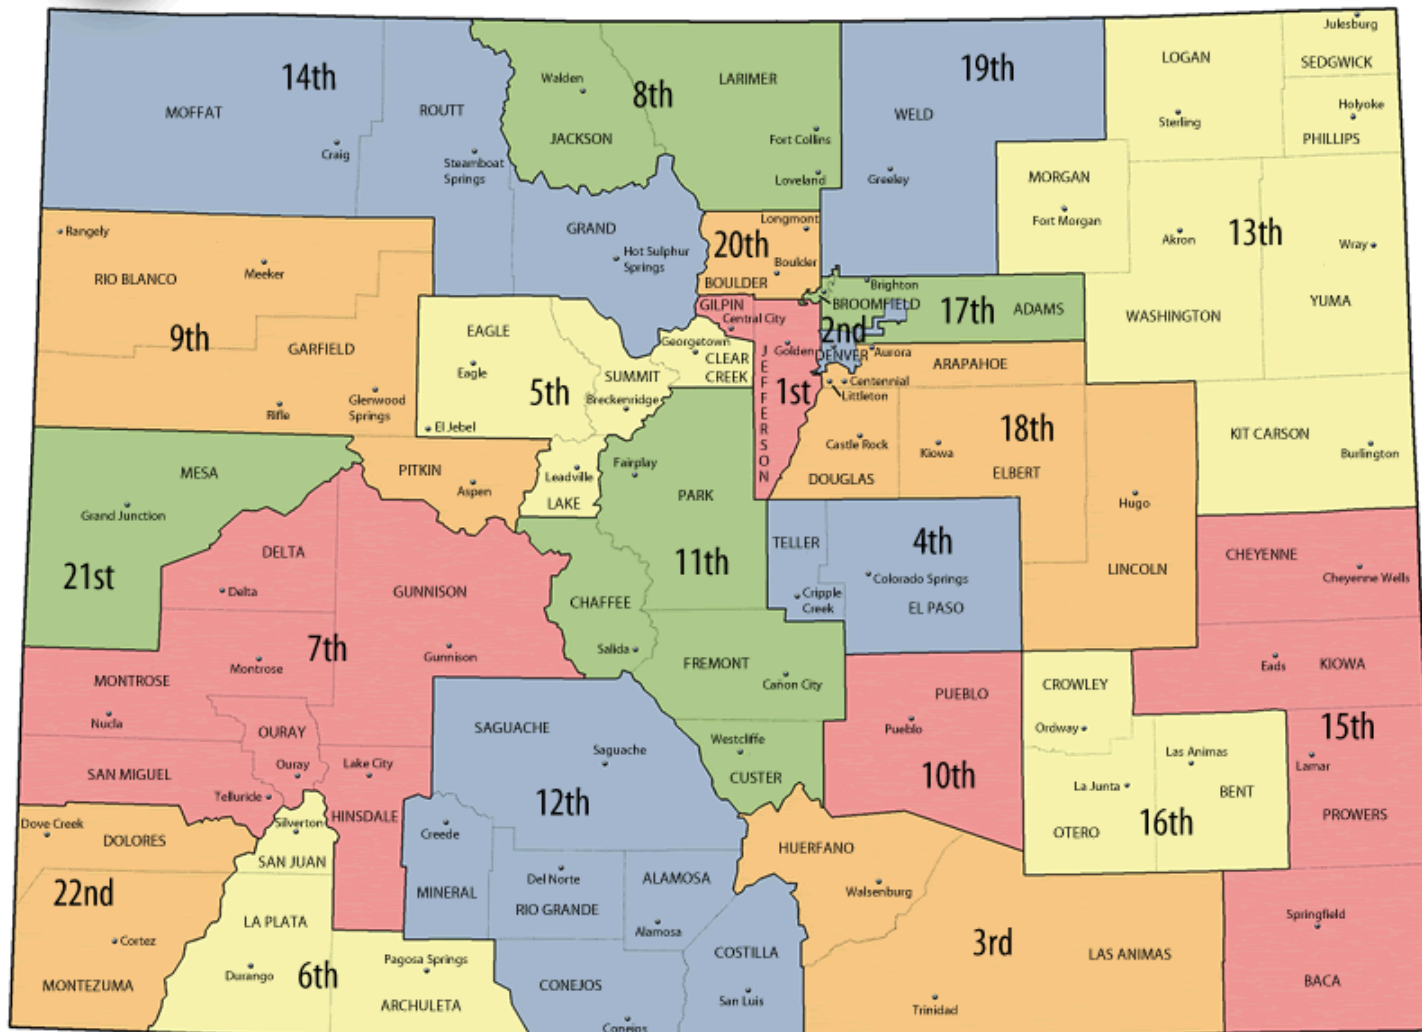 14th
MOFFAT
Craig
ROUTT
Steamboat
Springs
GRAND
Hot Sulphur
Springs
8th
Walden
JACKSON
LARIMER
Fort Collins
Loveland
19th
WELD
Greeley
13th
LOGAN
Sterling
Julesburg
SEDGWICK
Holyoke
PHILLIPS
MORGAN
Fort Morgan
Akron
WASHINGTON
Wray
YUMA
KIT CARSON
Burlington
9th
Rangely
RIO BLANCO
Meeker
GARFIELD
Rifle
Glenwood
Springs
PITKIN
Aspen
5th
EAGLE
Eagle
El Jebel
SUMMIT
Breckenridge
Georgetown
CLEAR
CREEK
Leadville
LAKE
20th
Longmont
Boulder
BOULDER
1st
GILPIN
Central City
Golden
JEFFERSON
2nd
DENVER
17th
Brighton
BROOMFIELD
ADAMS
18th
Aurora
ARAPAHOE
Centennial
Littleton
Castle Rock
DOUGLAS
Kiowa
ELBERT
Hugo
LINCOLN
21st
MESA
Grand Junction
7th
DELTA
Delta
GUNNISON
Gunnison
MONTROSE
Montrose
Nucla
OURAY
Ouray
SAN MIGUEL
Telluride
Lake City
HINSDALE
11th
Fairplay
PARK
CHAFFEE
Salida
FREMONT
Cañon City
Westcliffe
CUSTER
4th
TELLER
Cripple
Creek
Colorado Springs
EL PASO
10th
PUEBLO
Pueblo
16th
CROWLEY
Ordway
La Junta
OTERO
Las Animas
BENT
15th
CHEYENNE
Cheyenne Wells
Eads
KIOWA
Lamar
PROWERS
Springfield
BACA
12th
SAGUACHE
Saguache
Creede
MINERAL
Del Norte
RIO GRANDE
ALAMOSA
Alamosa
CONEJOS
Conejos
COSTILLA
San Luis
3rd
HUERFANO
Walsenburg
LAS ANIMAS
Trinidad
22nd
Dove Creek
DOLORES
Cortez
MONTEZUMA
6th
Silverton
SAN JUAN
LA PLATA
Durango
Pagosa Springs
ARCHULETA